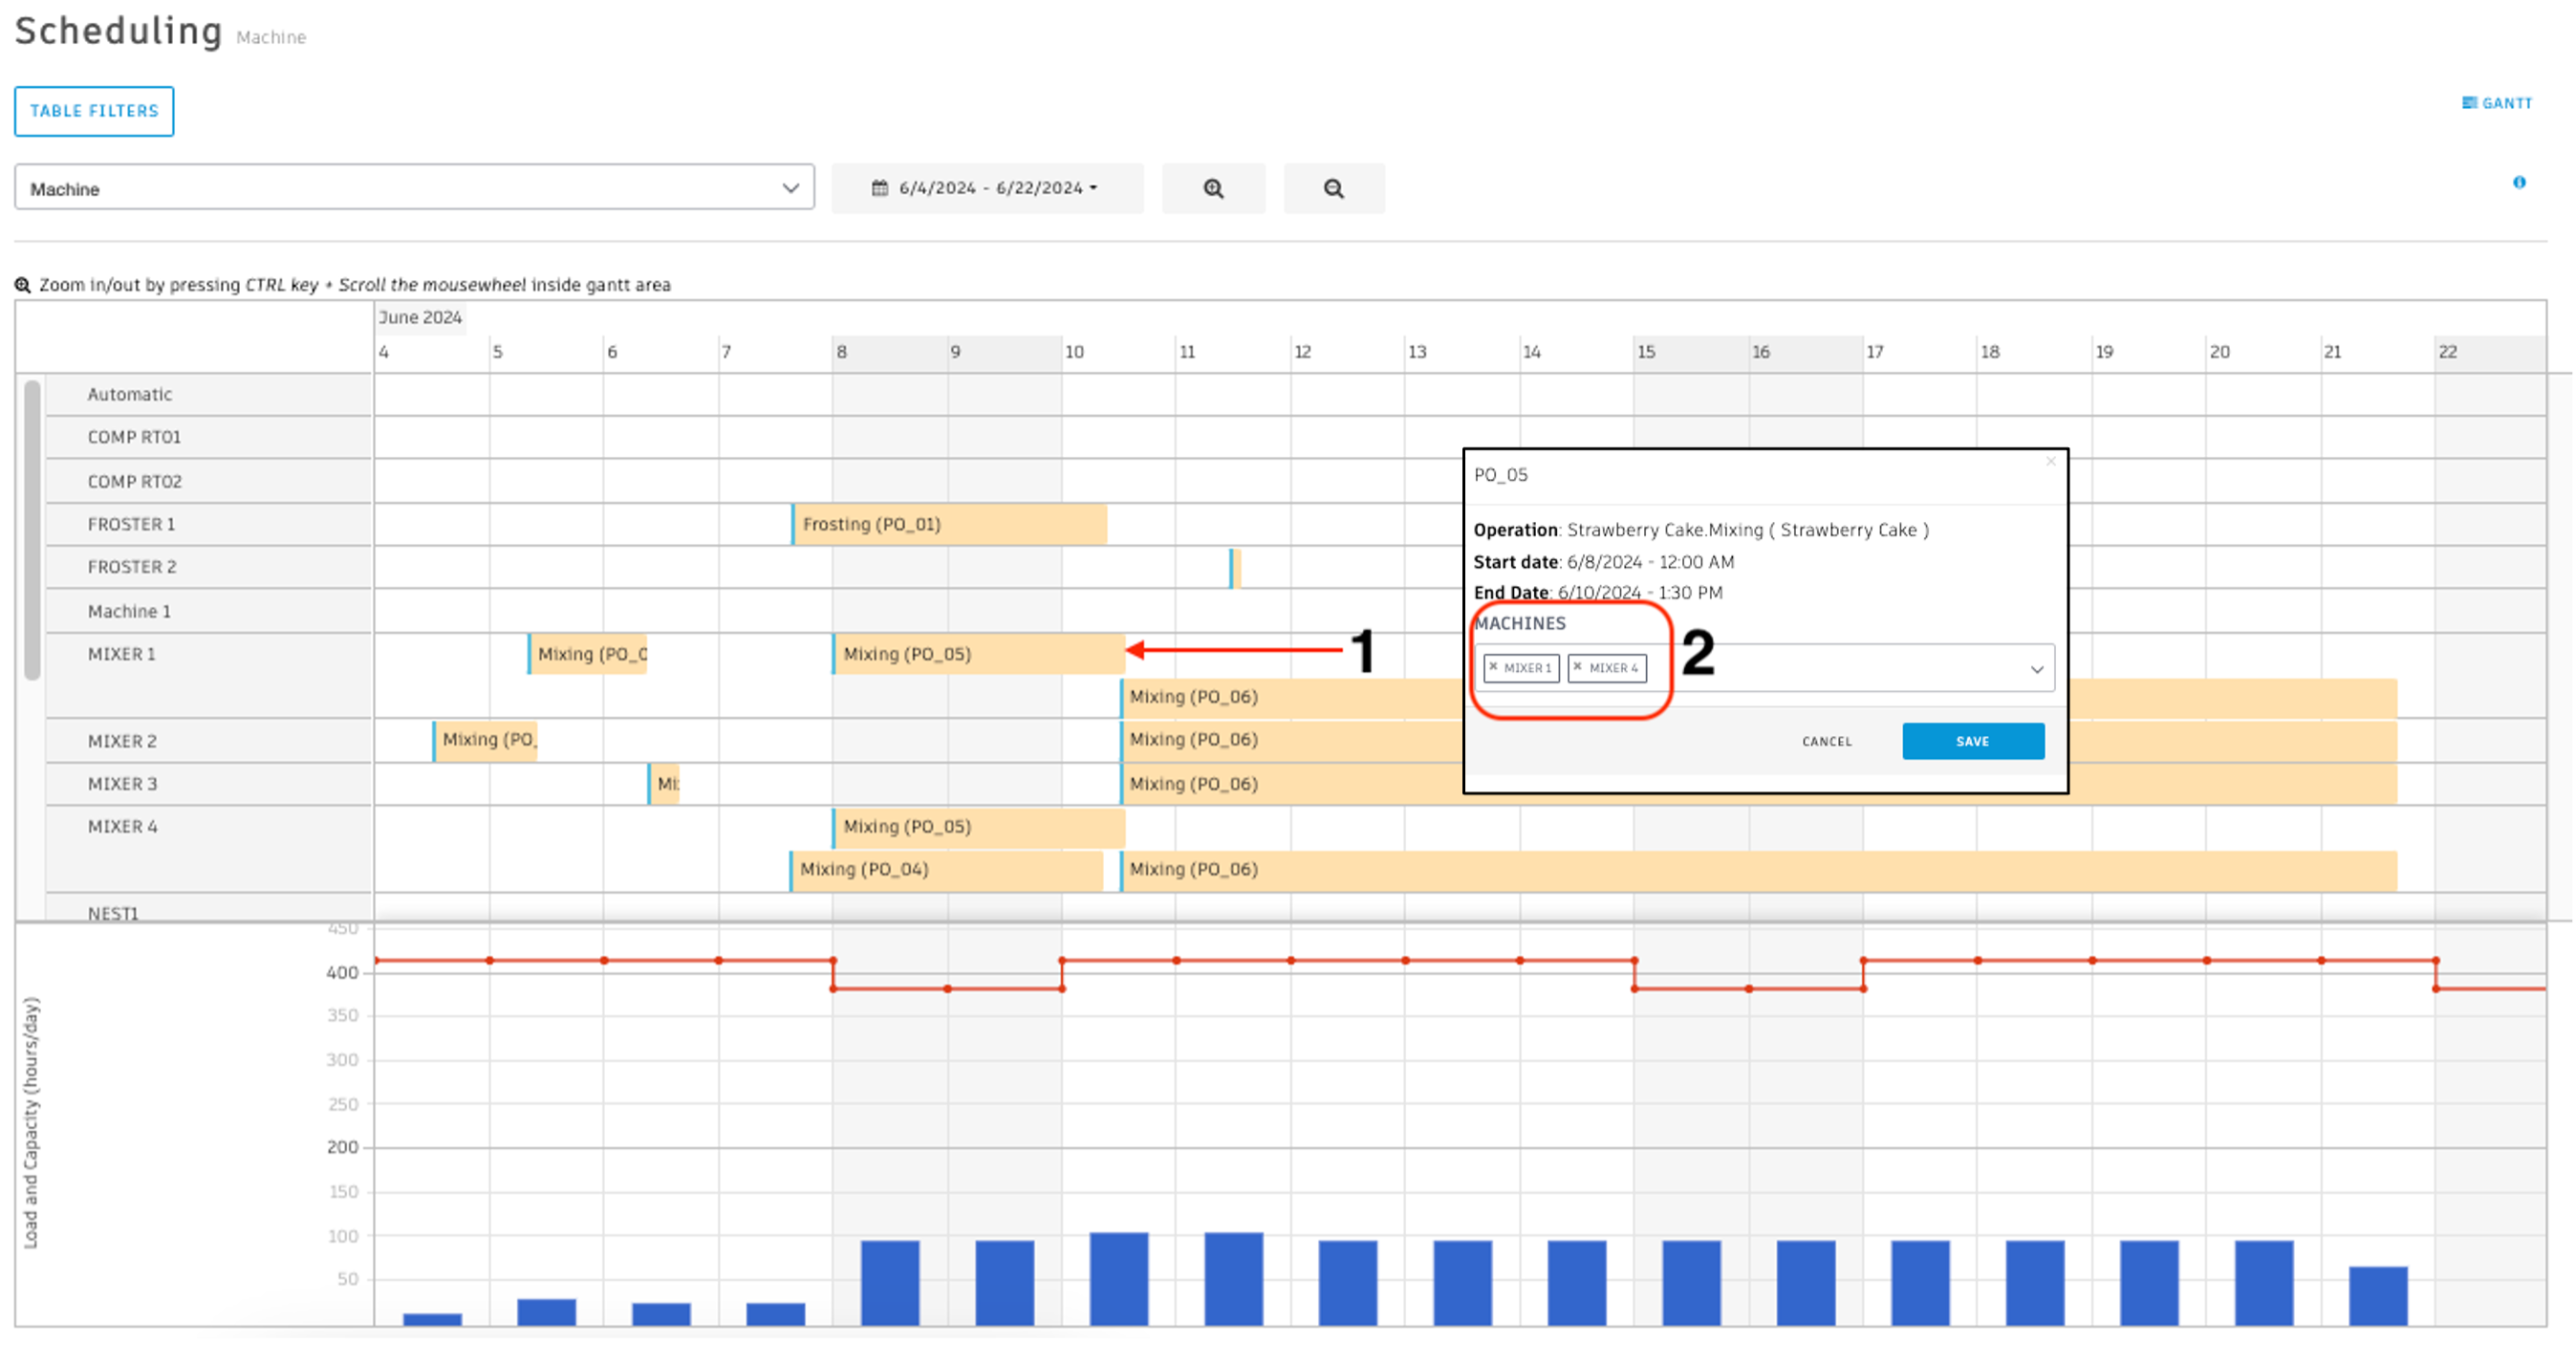 Scheduling Machine
TABLE FILTERS
GANTT
Machine
6/4/2024 - 6/22/2024
Zoom in/out by pressing CTRL key + Scroll the mousewheel inside gantt area
June 2024
4 5 6 7 8 9 10 11 12 13 14 15 16 17 18 19 20 21 22
Automatic
COMP RT01
COMP RT02
FROSTER 1
Frosting (PO_01)
FROSTER 2
Machine 1
MIXER 1
Mixing (PO_0
Mixing (PO_05)
1
Mixing (PO_06)
MIXER 2
Mixing (PO_
Mixing (PO_06)
MIXER 3
Mix
Mixing (PO_06)
MIXER 4
Mixing (PO_05)
Mixing (PO_04)
Mixing (PO_06)
NEST1
PO_05
×
Operation: Strawberry Cake.Mixing ( Strawberry Cake )
Start date: 6/8/2024 - 12:00 AM
End Date: 6/10/2024 - 1:30 PM
MACHINES
× MIXER 1 × MIXER 4
2
CANCEL SAVE
Load and Capacity (hours/day)
450
400
350
300
250
200
150
100
50